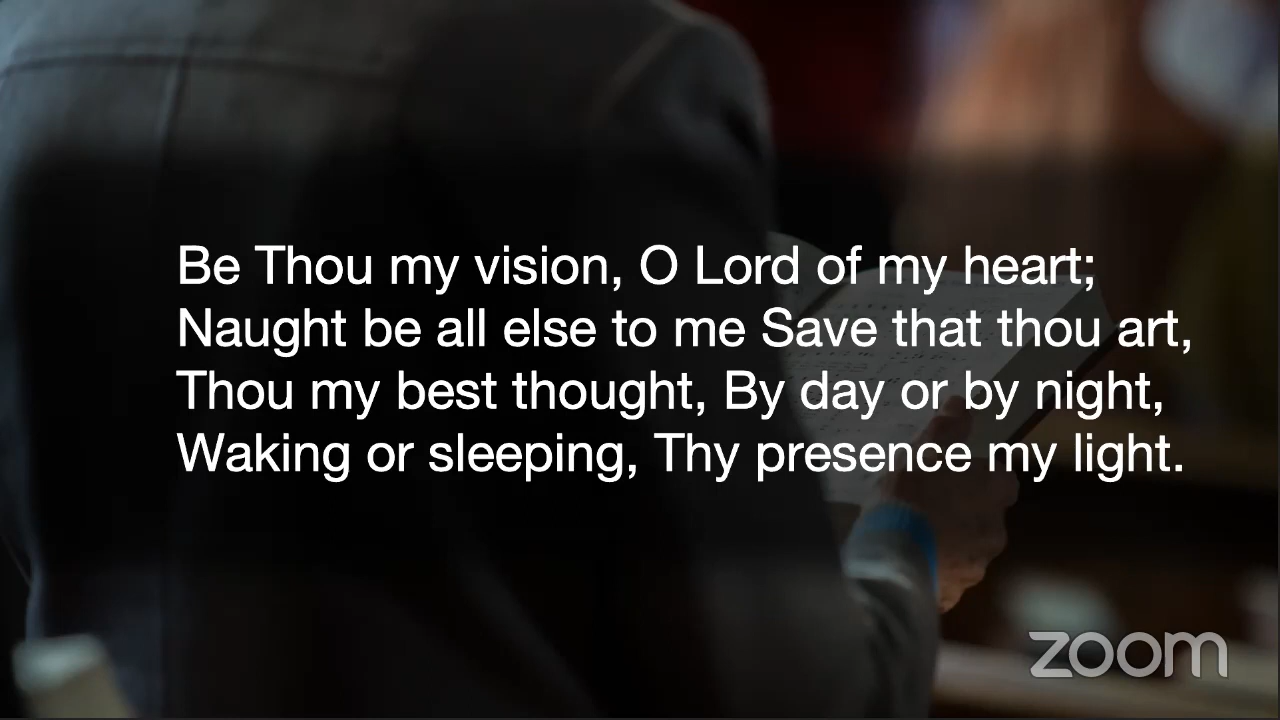 Be Thou my vision, O Lord of my heart;
Naught be all else to me Save that thou art,
Thou my best thought, By day or by night,
Waking or sleeping, Thy presence my light.
zoom